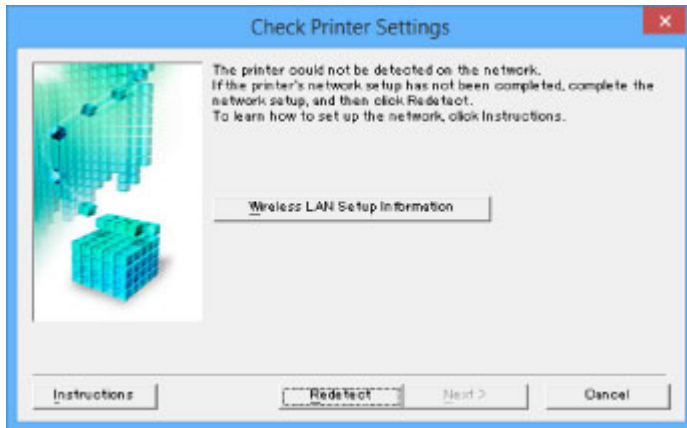 Check Printer Settings
The printer could not be detected on the network.
If the printer's network setup has not been completed, complete the
network setup, and then click Redetect.
To learn how to set up the network, click Instructions.
Wireless LAN Setup Information
Instructions
Redetect
Next >
Cancel